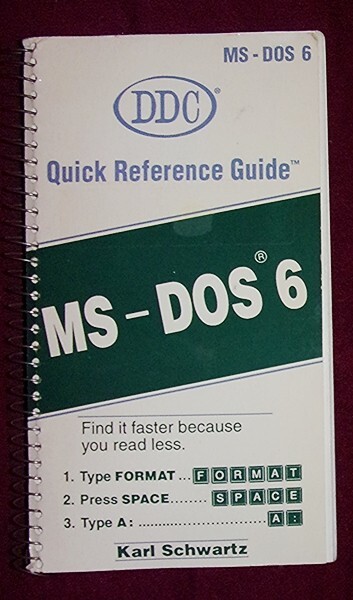 MS - DOS 6
DDC®
Quick Reference Guide™
MS - DOS® 6
Find it faster because
you read less.
1. Type FORMAT ... FORMAT
2. Press SPACE........ SPACE
3. Type A: ............................ A:
Karl Schwartz